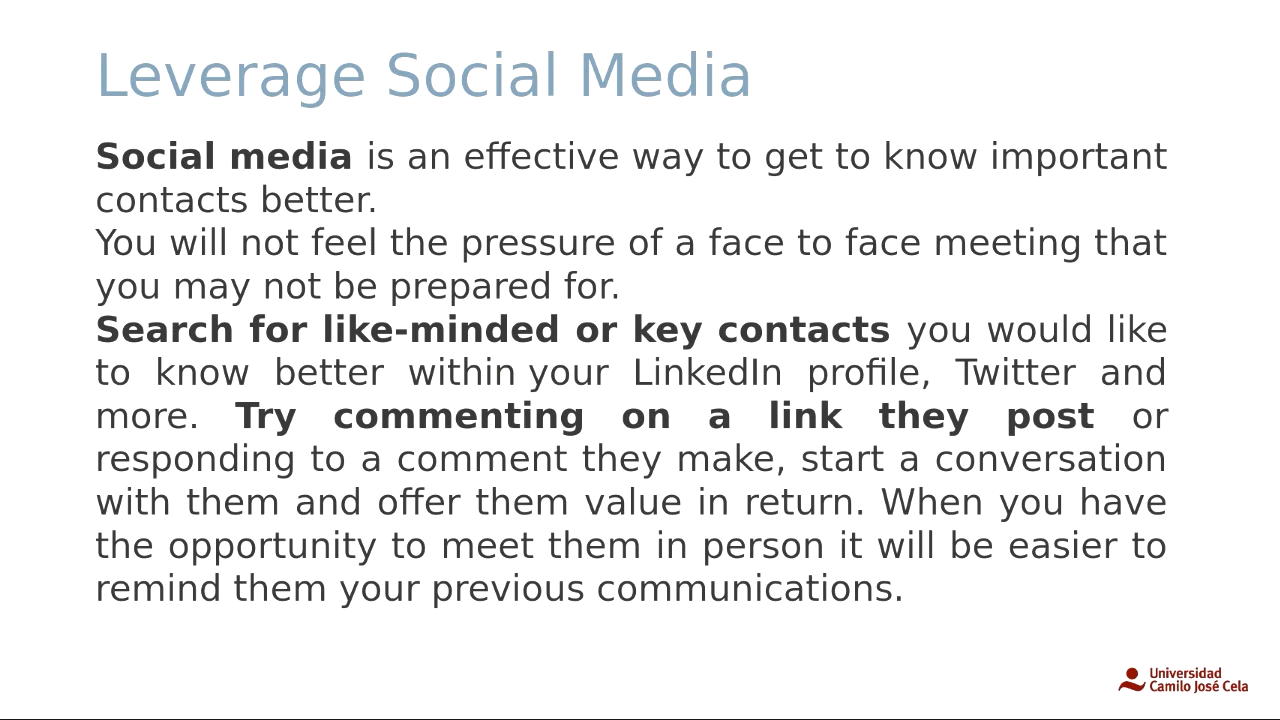 Leverage Social Media
Social media is an effective way to get to know important
contacts better.
You will not feel the pressure of a face to face meeting that
you may not be prepared for.
Search for like-minded or key contacts you would like
to know better within your LinkedIn profile, Twitter and
more. Try commenting on a link they post or
responding to a comment they make, start a conversation
with them and offer them value in return. When you have
the opportunity to meet them in person it will be easier to
remind them your previous communications.
Universidad
Camilo José Cela